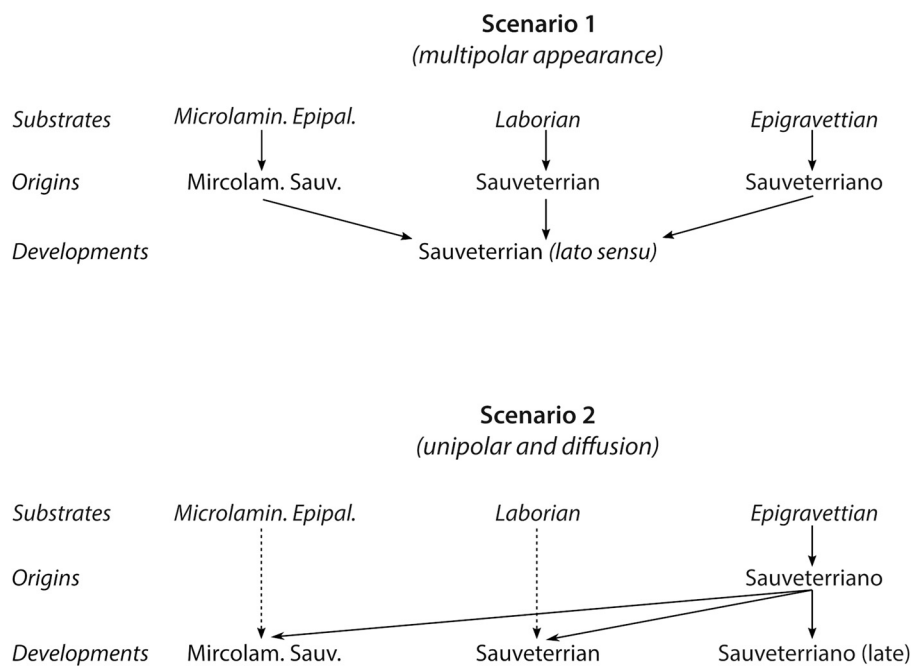 Scenario 1
(multipolar appearance)
Substrates Microlamin. Epipal. Laborian Epigravettian
Origins Mircolam. Sauv. Sauveterrian Sauveterriano
Developments Sauveterrian (lato sensu)
Scenario 2
(unipolar and diffusion)
Substrates Microlamin. Epipal. Laborian Epigravettian
Origins Sauveterriano
Developments Mircolam. Sauv. Sauveterrian Sauveterriano (late)